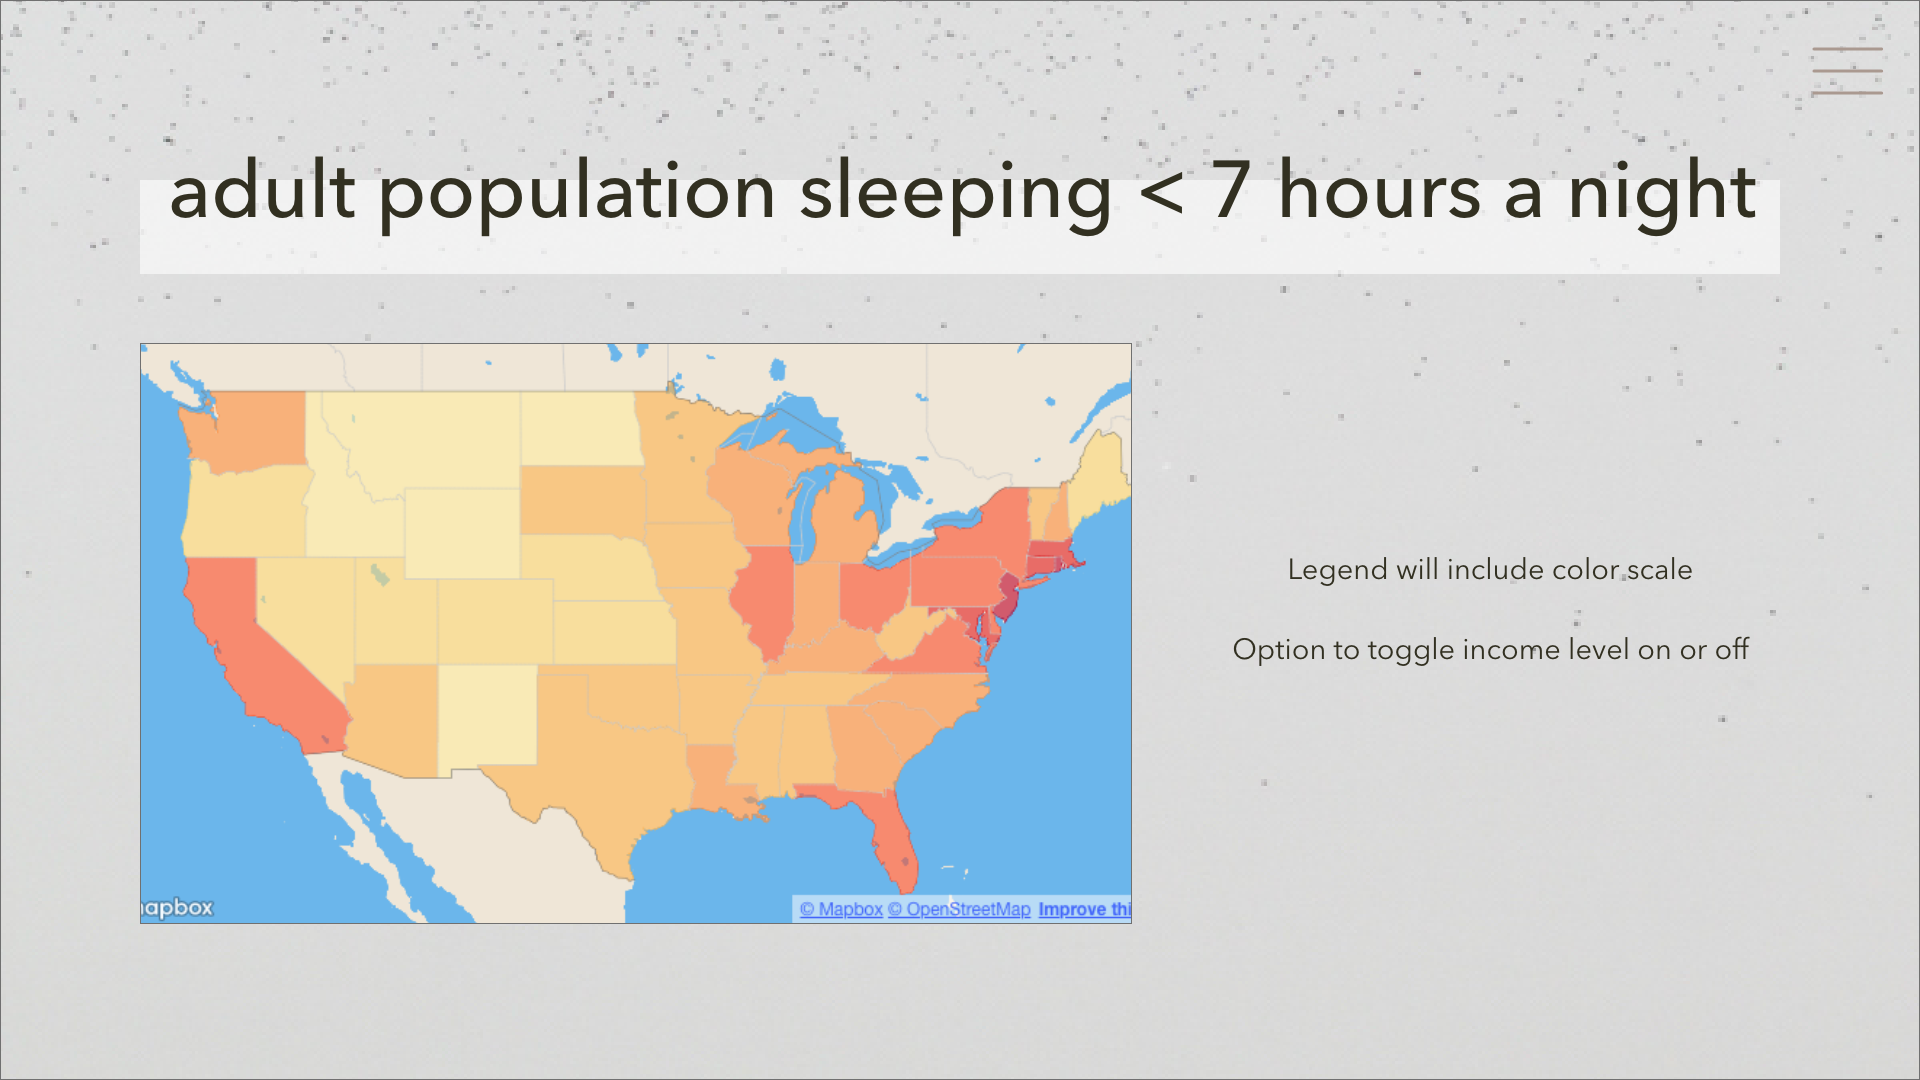 adult population sleeping < 7 hours a night
Legend will include color scale
Option to toggle income level on or off
apbox
© Mapbox © OpenStreetMap Improve thi